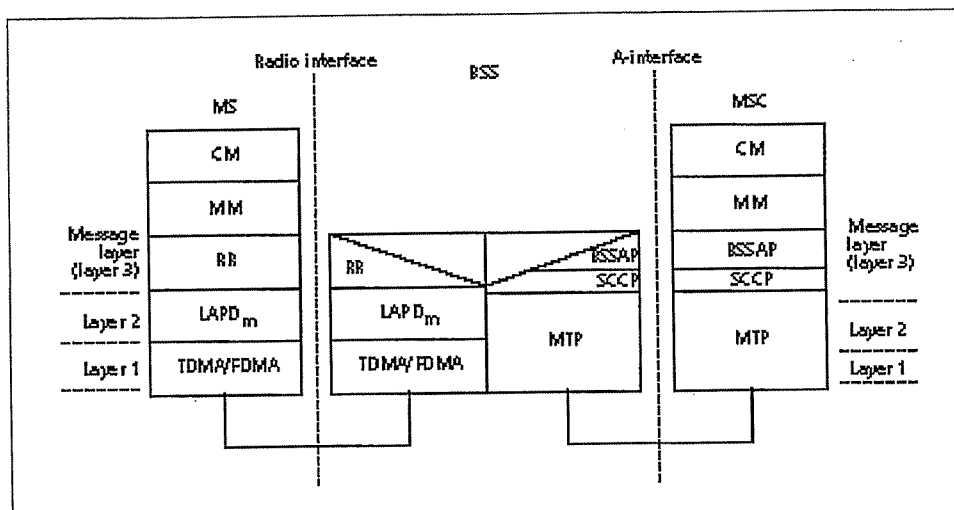 Radio interface
BSS
A-interface
MS
MSC
CM
CM
MM
MM
Message
layer
(layer 3)
RR
RR
BSSAP
SCCP
BSSAP
SCCP
Message
layer
(layer 3)
Layer 2
LAPDm
LAPDm
MTP
MTP
Layer 2
Layer 1
TDMA/FDMA
TDMA/FDMA
Layer 1